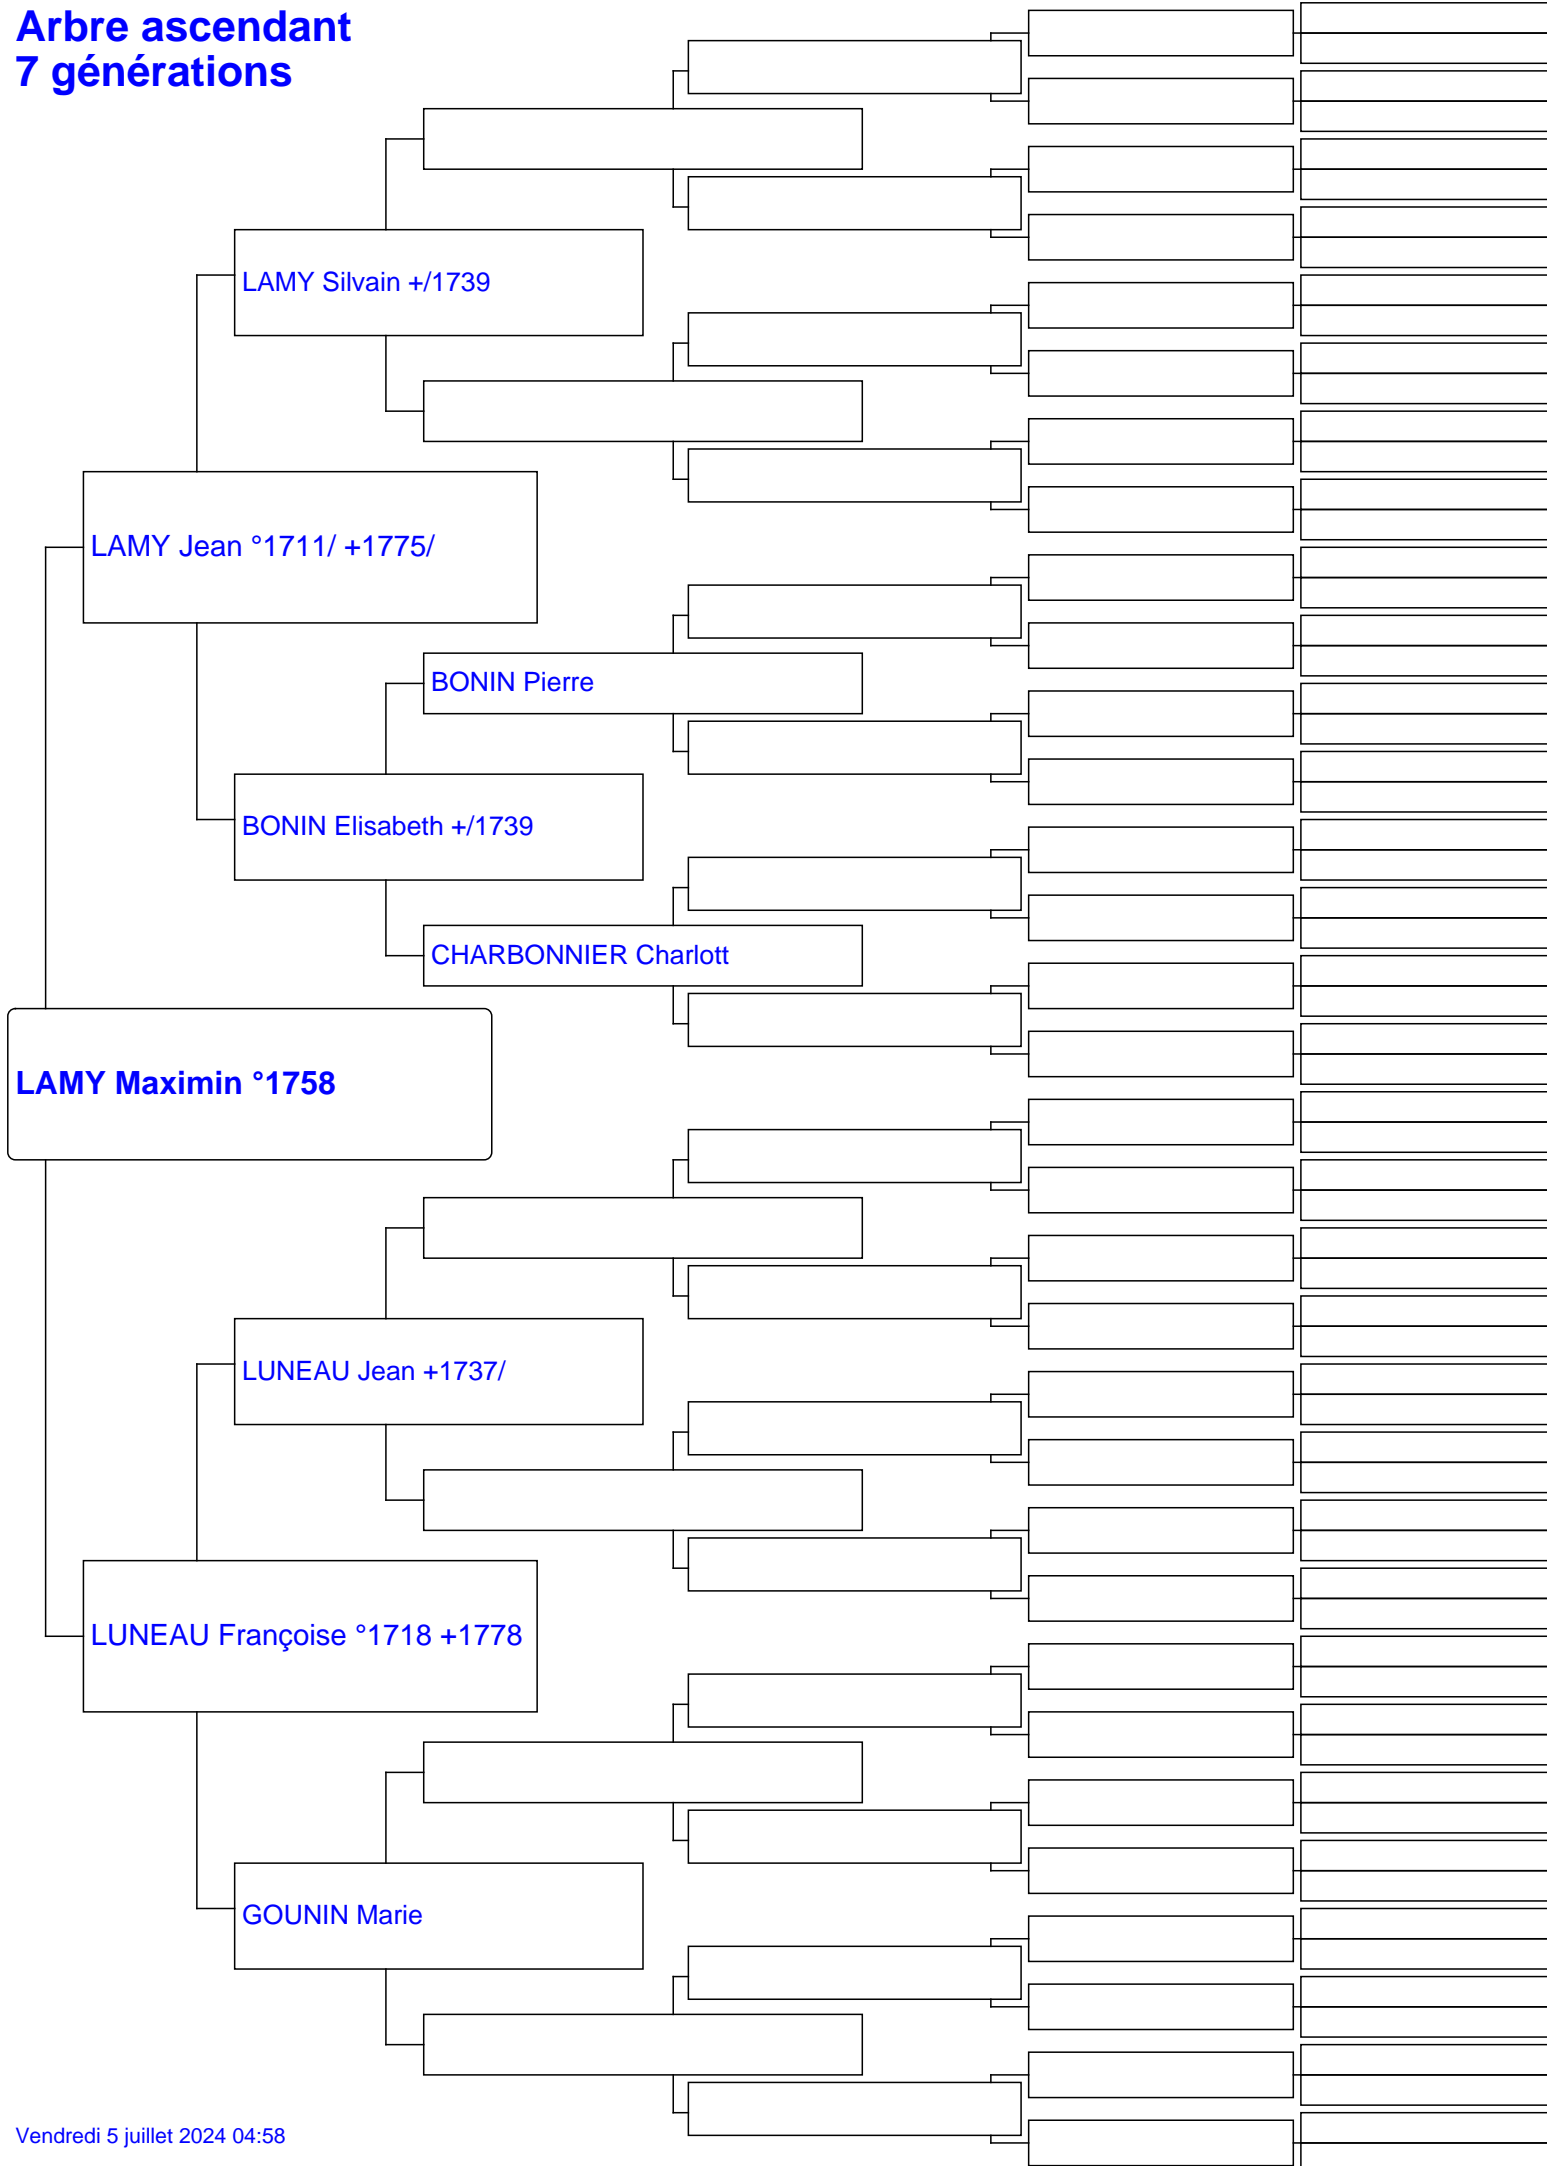 Arbre ascendant
7 générations
LAMY Silvain +/1739
LAMY Jean °1711/ +1775/
BONIN Pierre
BONIN Elisabeth +/1739
CHARBONNIER Charlott
LAMY Maximin °1758
LUNEAU Jean +1737/
LUNEAU Françoise °1718 +1778
GOUNIN Marie
Vendredi 5 juillet 2024 04:58